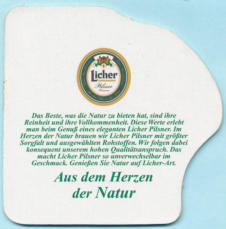 Licher
Pilsner
Das Beste, was die Natur zu bieten hat, sind ihre
Reinheit und ihre Vollkommenheit. Diese Werte erlebt
man beim Genuß eines eleganten Licher Pilsner. Im
Herzen der Natur brauen wir Licher Pilsner mit größter
Sorgfalt und ausgewählten Rohstoffen. Wir folgen dabei
konsequent unserem hohen Qualitätsanspruch. Das
macht Licher Pilsner so unverwechselbar im
Geschmack. Genießen Sie Natur auf Licher-Art.
Aus dem Herzen
der Natur